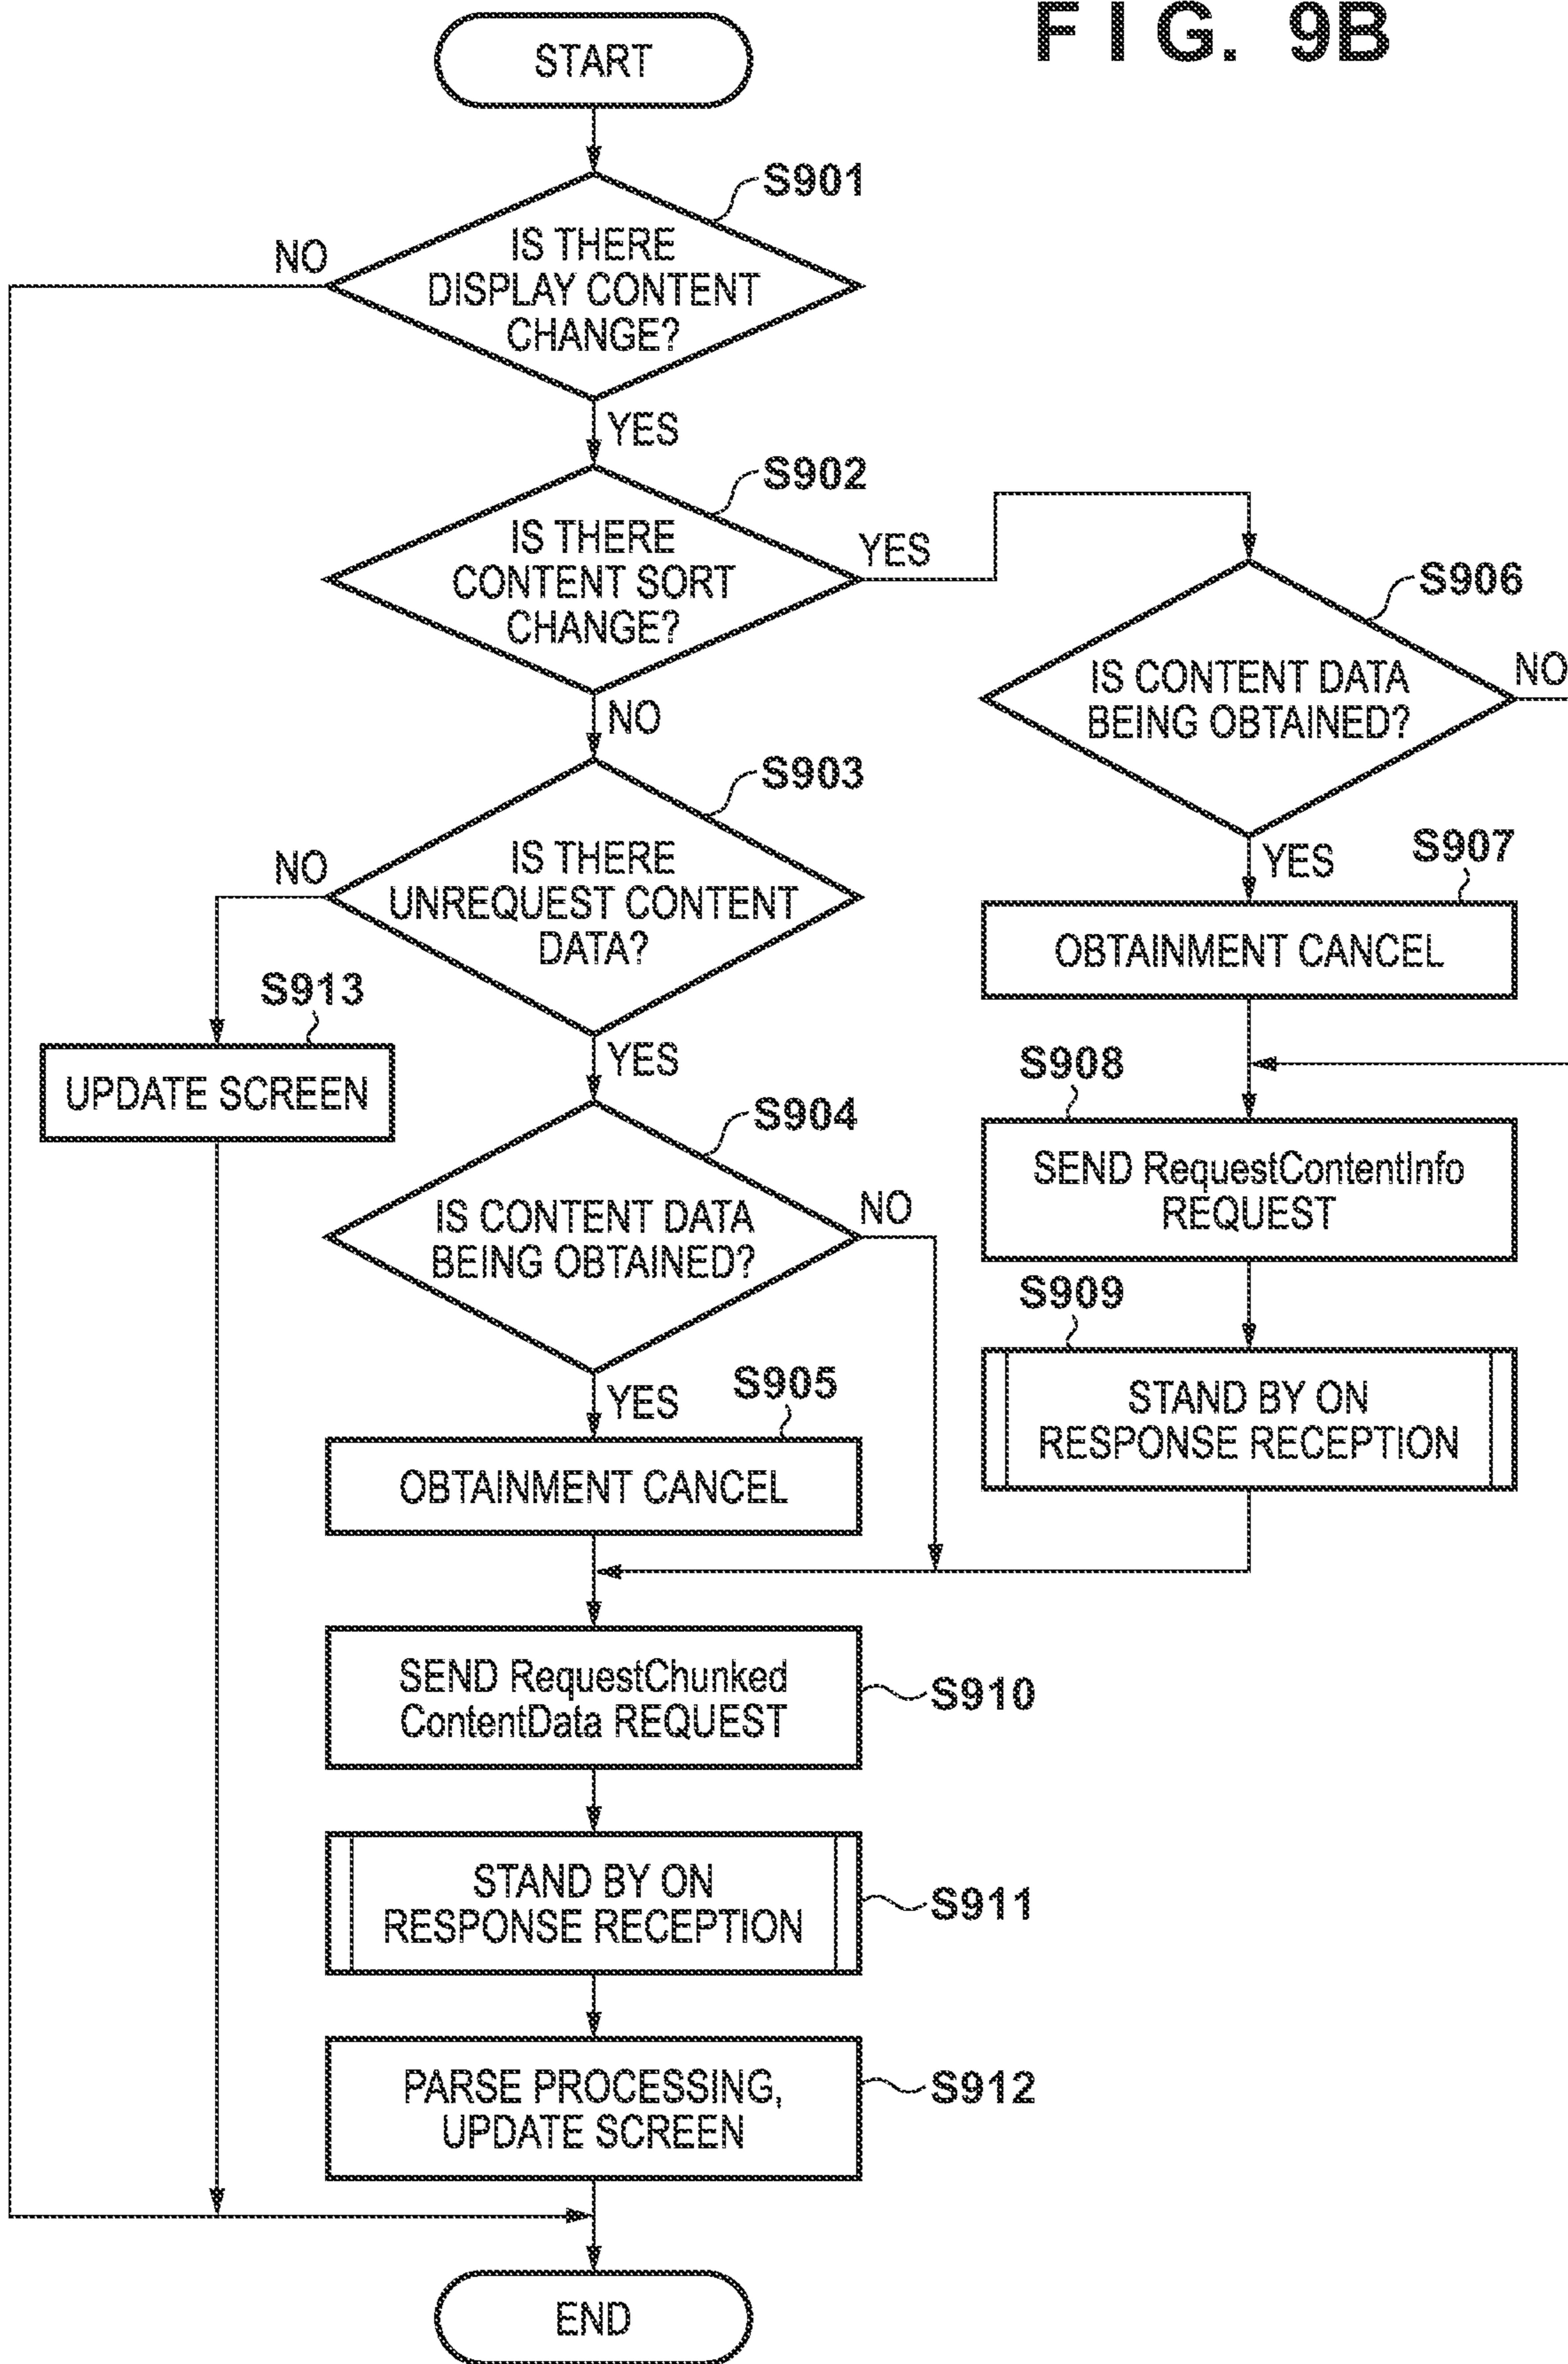 F I G. 9B
START
S901
IS THERE
DISPLAY CONTENT
CHANGE?
NO
YES
S902
IS THERE
CONTENT SORT
CHANGE?
YES
NO
S906
IS CONTENT DATA
BEING OBTAINED?
NO
YES
S903
IS THERE
UNREQUEST CONTENT
DATA?
NO
YES
S907
OBTAINMENT CANCEL
S913
UPDATE SCREEN
S904
IS CONTENT DATA
BEING OBTAINED?
NO
YES
S908
SEND RequestContentInfo
REQUEST
S909
STAND BY ON
RESPONSE RECEPTION
S905
OBTAINMENT CANCEL
SEND RequestChunked
ContentData REQUEST
S910
STAND BY ON
RESPONSE RECEPTION
S911
PARSE PROCESSING,
UPDATE SCREEN
S912
END